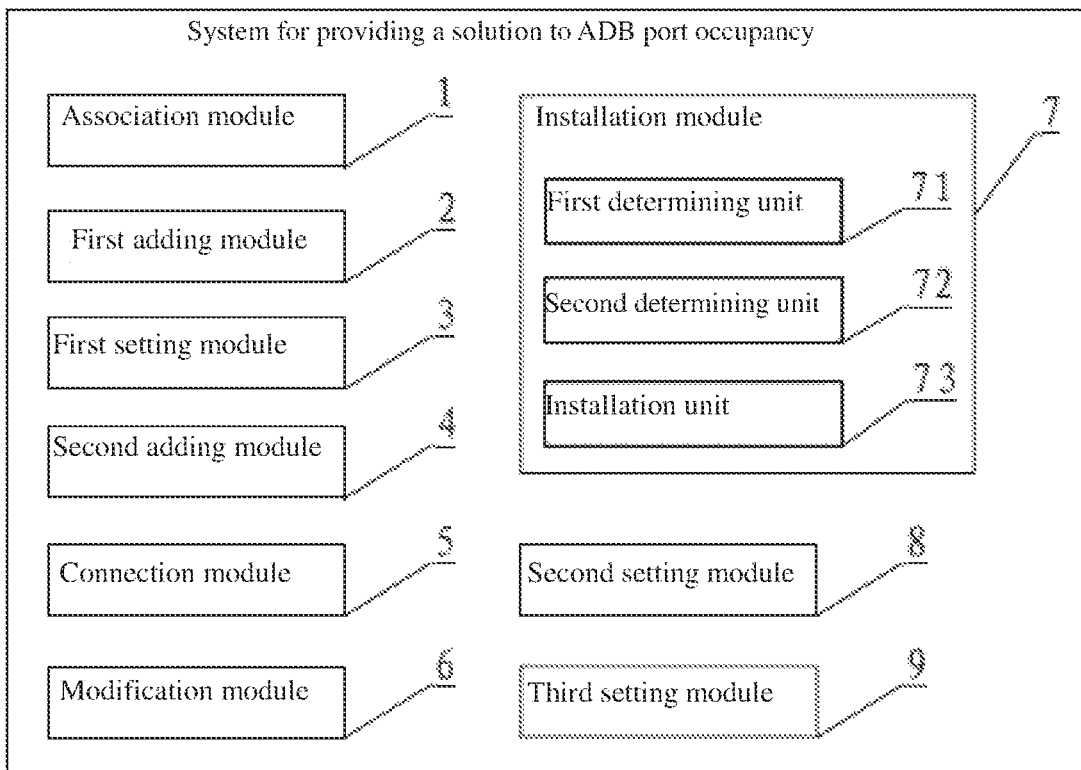 System for providing a solution to ADB port occupancy
Association module
1
First adding module
2
First setting module
3
Second adding module
4
Connection module
5
Modification module
6
Installation module
7
First determining unit
71
Second determining unit
72
Installation unit
73
Second setting module
8
Third setting module
9